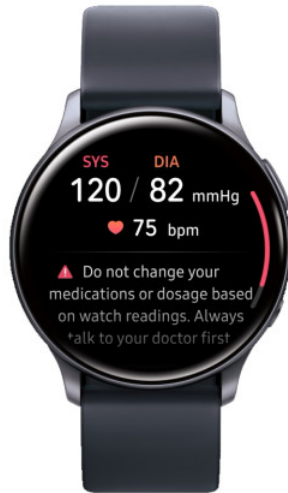 SYS DIA
120 / 82 mmHg
75 bpm
Do not change your
medications or dosage based
on watch readings. Always
talk to your doctor first